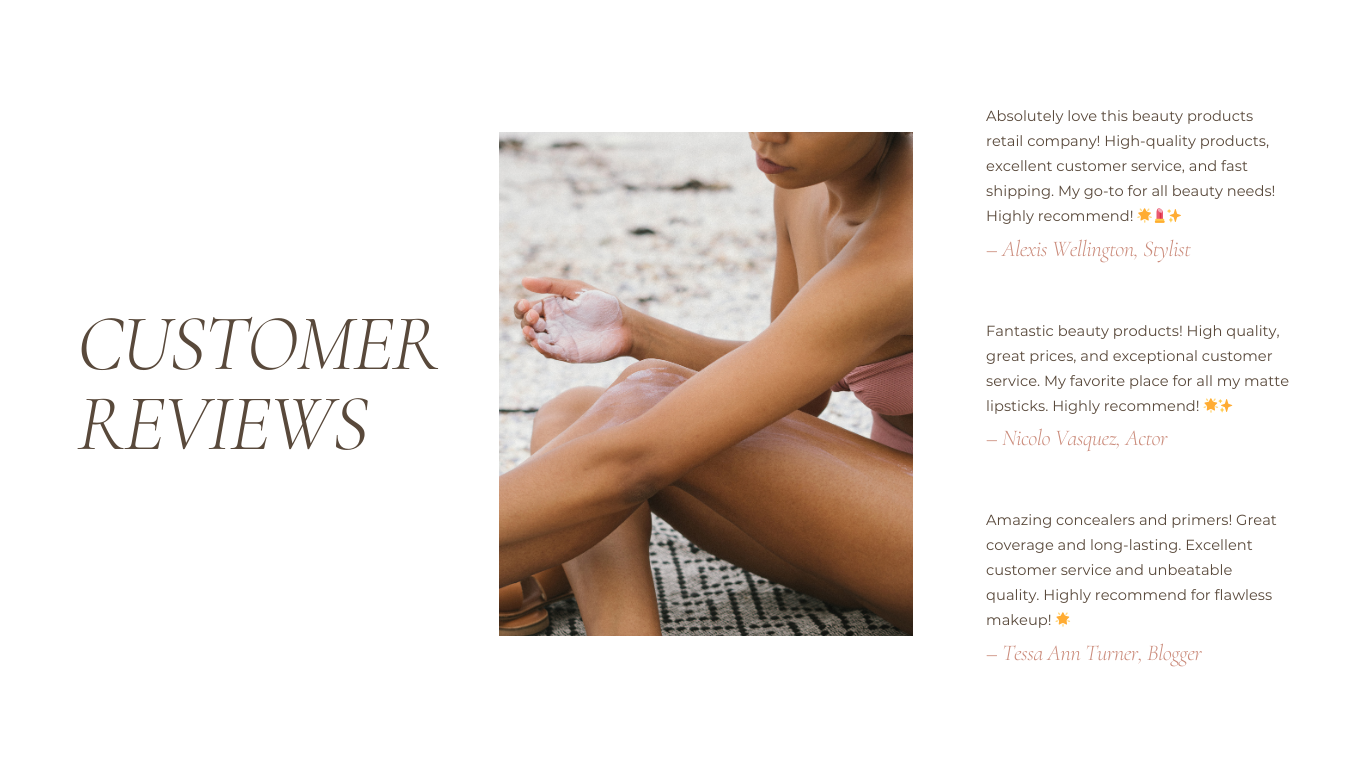 CUSTOMER
REVIEWS
Absolutely love this beauty products
retail company! High-quality products,
excellent customer service, and fast
shipping. My go-to for all beauty needs!
Highly recommend! 🌟💄✨
– Alexis Wellington, Stylist
Fantastic beauty products! High quality,
great prices, and exceptional customer
service. My favorite place for all my matte
lipsticks. Highly recommend! 🌟✨
– Nicolo Vasquez, Actor
Amazing concealers and primers! Great
coverage and long-lasting. Excellent
customer service and unbeatable
quality. Highly recommend for flawless
makeup! 🌟
– Tessa Ann Turner, Blogger